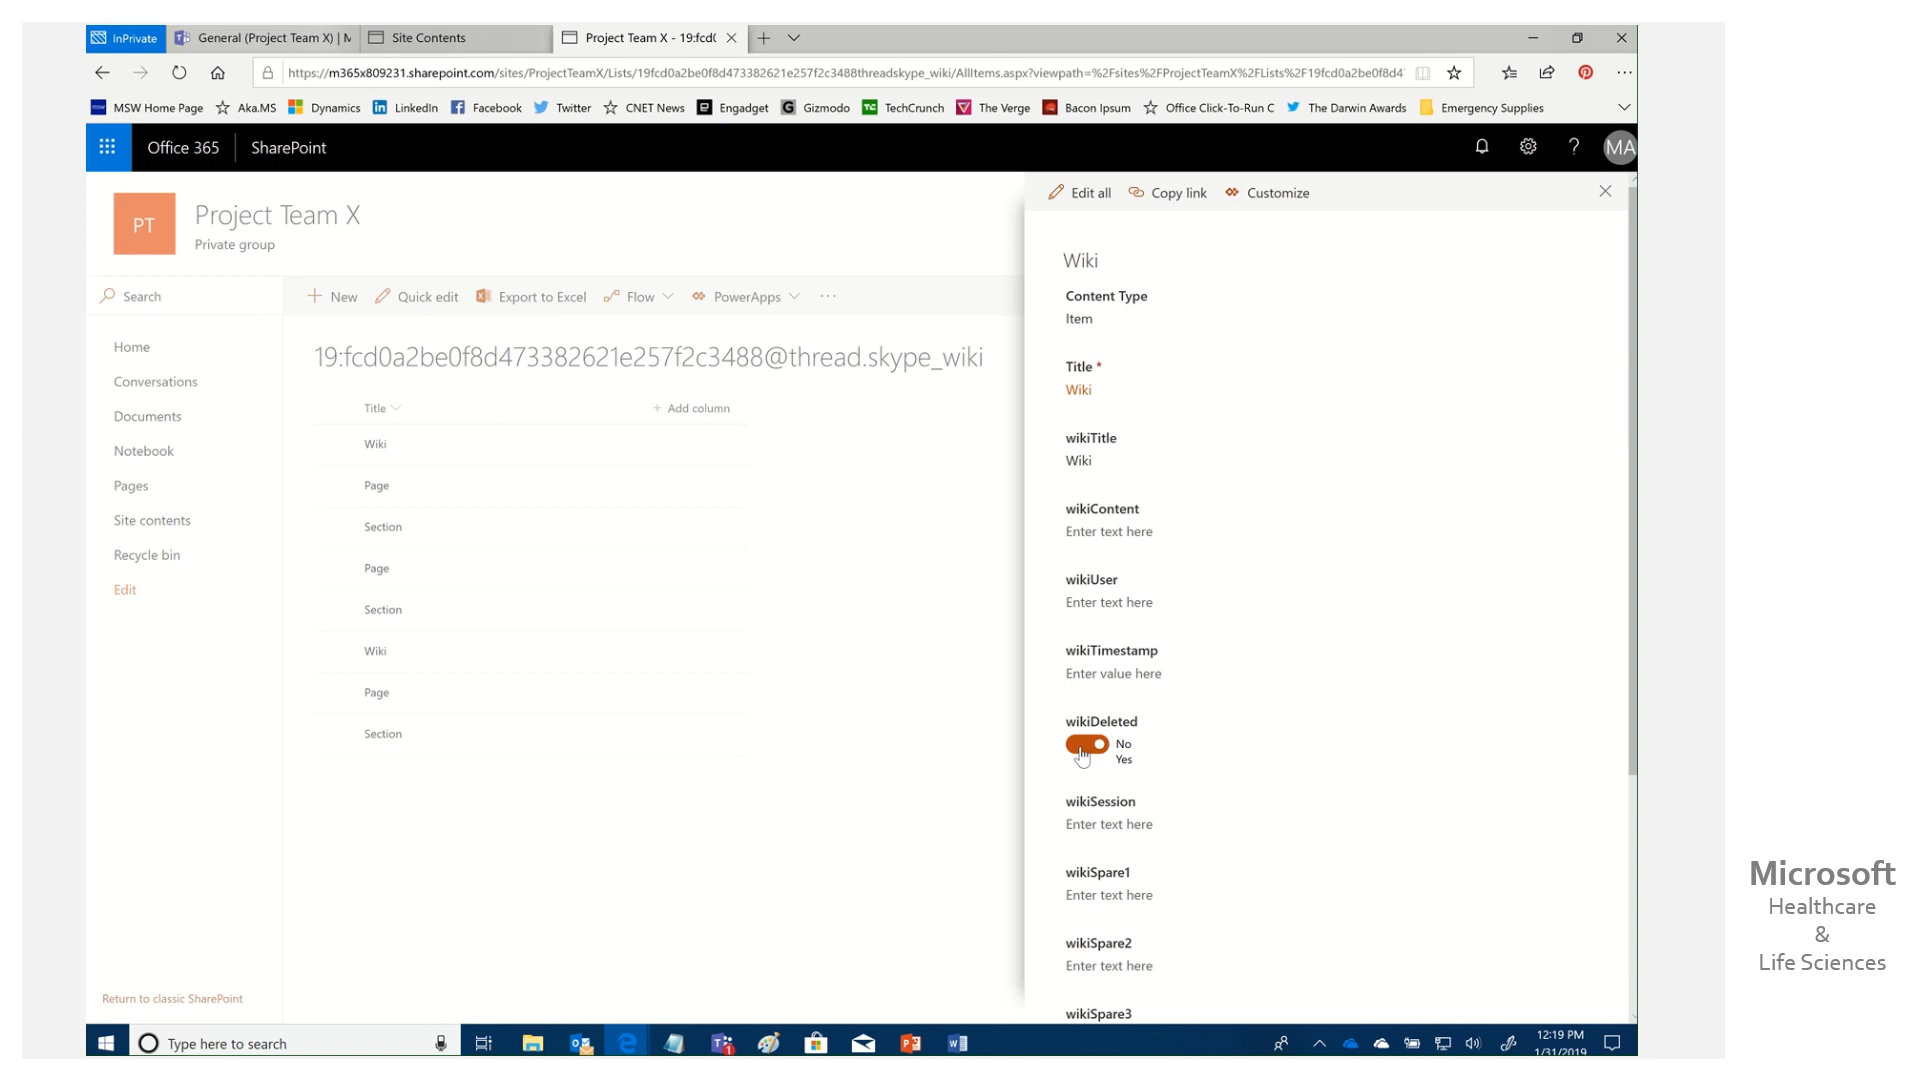 InPrivate
General (Project Team X) | M
Site Contents
Project Team X - 19:fcd(
https://m365x809231.sharepoint.com/sites/ProjectTeamX/Lists/19fcd0a2be0f8d473382621e257f2c3488threadskype_wiki/AllItems.aspx?viewpath=%2Fsites%2FProjectTeamX%2FLists%2F19fcd0a2be0f8d4
MSW Home Page
Aka.MS
Dynamics
LinkedIn
Facebook
Twitter
CNET News
Engadget
Gizmodo
TechCrunch
The Verge
Bacon Ipsum
Office Click-To-Run C
The Darwin Awards
Emergency Supplies
Office 365
SharePoint
MA
PT
Project Team X
Private group
Search
Home
Conversations
Documents
Notebook
Pages
Site contents
Recycle bin
Edit
Return to classic SharePoint
New
Quick edit
Export to Excel
Flow
PowerApps
19:fcd0a2be0f8d473382621e257f2c3488@thread.skype_wiki
Title
Add column
Wiki
Page
Section
Page
Section
Wiki
Page
Section
Edit all
Copy link
Customize
Wiki
Content Type
Item
Title *
Wiki
wikiTitle
Wiki
wikiContent
Enter text here
wikiUser
Enter text here
wikiTimestamp
Enter value here
wikiDeleted
No
Yes
wikiSession
Enter text here
wikiSpare1
Enter text here
wikiSpare2
Enter text here
wikiSpare3
Type here to search
12:19 PM
1/31/2019
Microsoft
Healthcare
&
Life Sciences